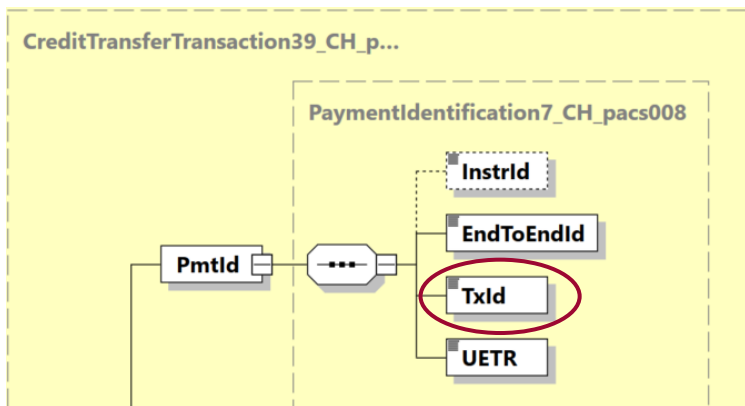 CreditTransferTransaction39_CH_p...
PaymentIdentification7_CH_pacs008
InstrId
EndToEndId
PmtId
TxId
UETR